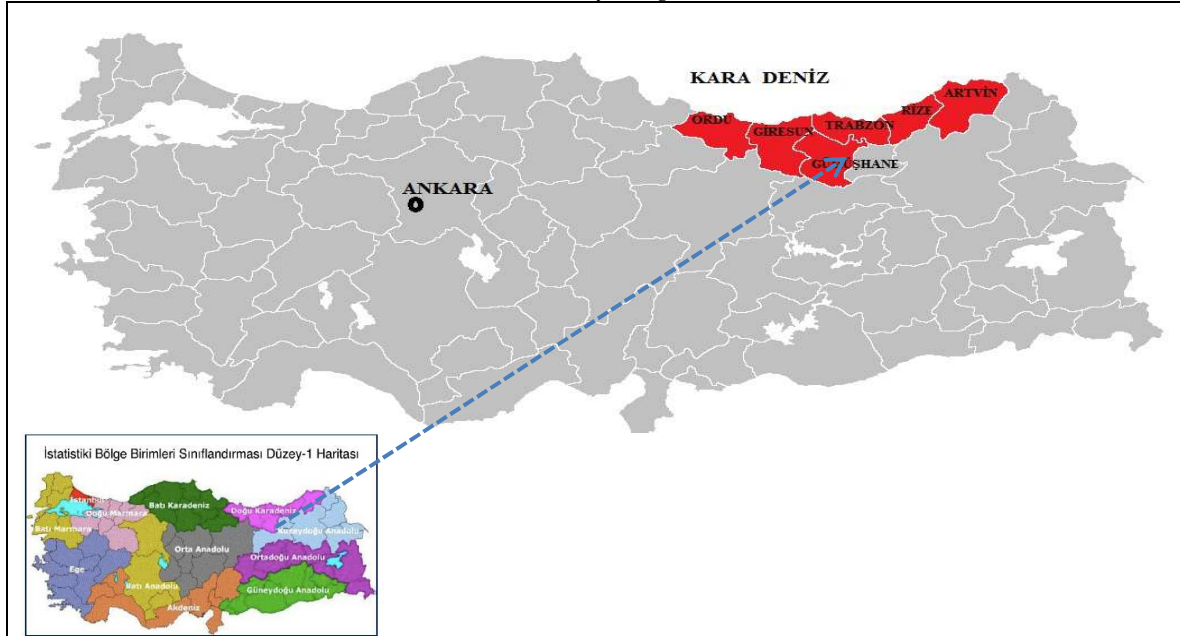 KARA DENİZ
ARTVİN
RİZE
ORDU
TRABZON
GİRESUN
GÜMÜŞHANE
ANKARA
İstatistiki Bölge Birimleri Sınıflandırması Düzey-1 Haritası
İstanbul
Batı Karadeniz
Doğu Karadeniz
Doğu Marmara
Batı Marmara
Kuzeydoğu Anadolu
Orta Anadolu
Ortadoğu Anadolu
Ege
Batı Anadolu
Güneydoğu Anadolu
Akdeniz